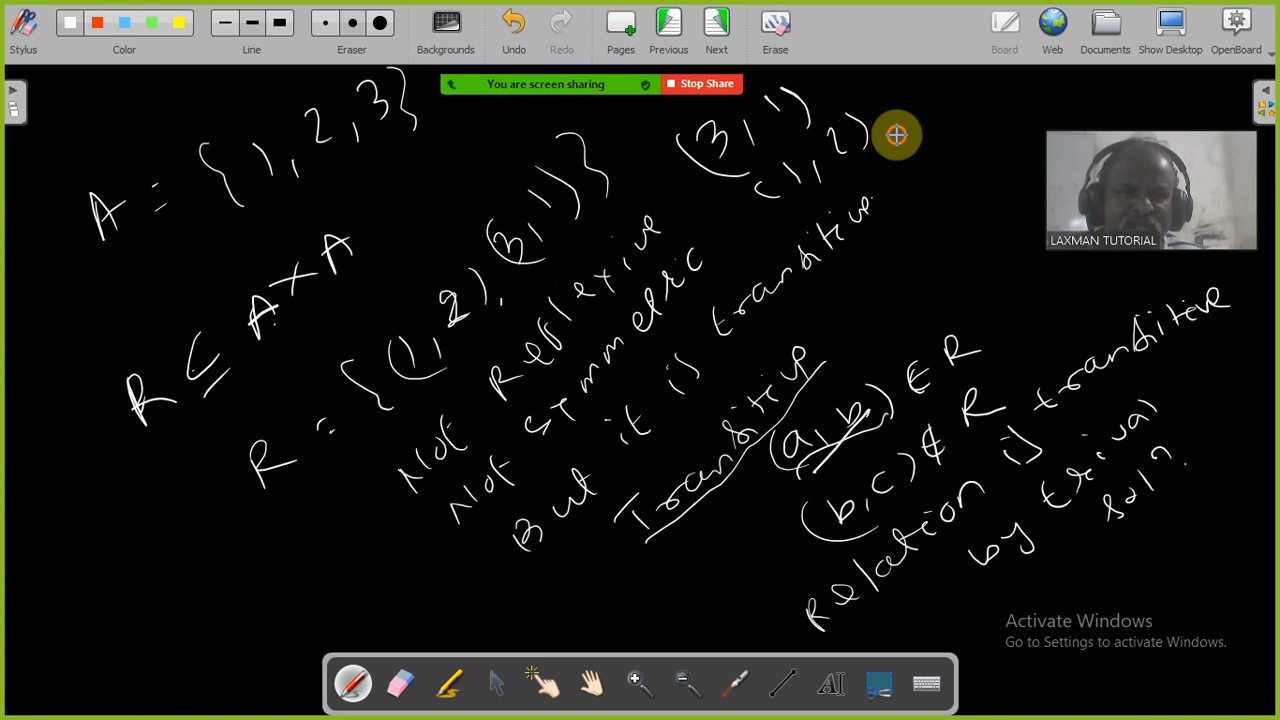 Stylus
Color
Line
Eraser
Backgrounds
Undo
Redo
Pages
Previous
Next
Erase
Board
Web
Documents
Show Desktop
OpenBoard
You are screen sharing
Stop Share
LAXMAN TUTORIAL
A = {1, 2, 3}
R ⊆ A × A
R = {(1, 2), (3, 1)}
(3, 1)
(1, 2)
Not Reflexive
Not symmetric
But it is transitive
Transitive
(a, b) ∈ R
(b, c) ∉ R
Relation is transitive
by trival
soln.
Activate Windows
Go to Settings to activate Windows.